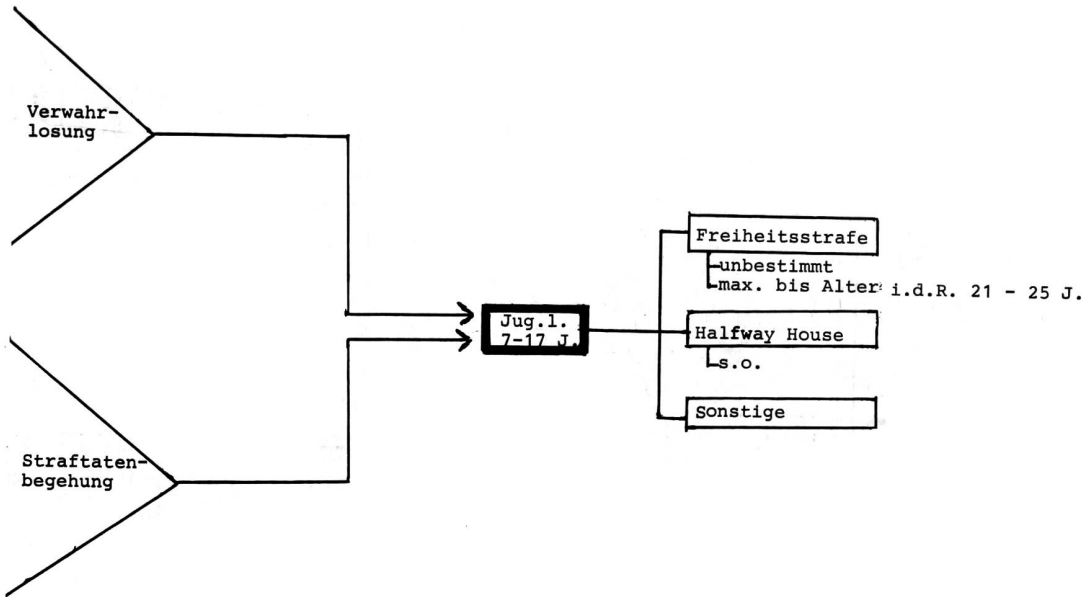 Verwahr-
losung
Straftaten-
begehung
Jug.l.
7-17 J.
Freiheitsstrafe
unbestimmt
max. bis Alter i.d.R. 21 - 25 J.
Halfway House
s.o.
Sonstige